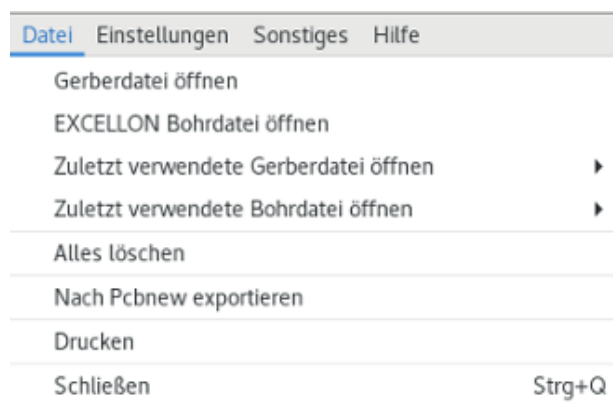 Datei Einstellungen Sonstiges Hilfe
Gerberdatei öffnen
EXCELLON Bohrdatei öffnen
Zuletzt verwendete Gerberdatei öffnen
Zuletzt verwendete Bohrdatei öffnen
Alles löschen
Nach Pcbnew exportieren
Drucken
Schließen Strg+Q